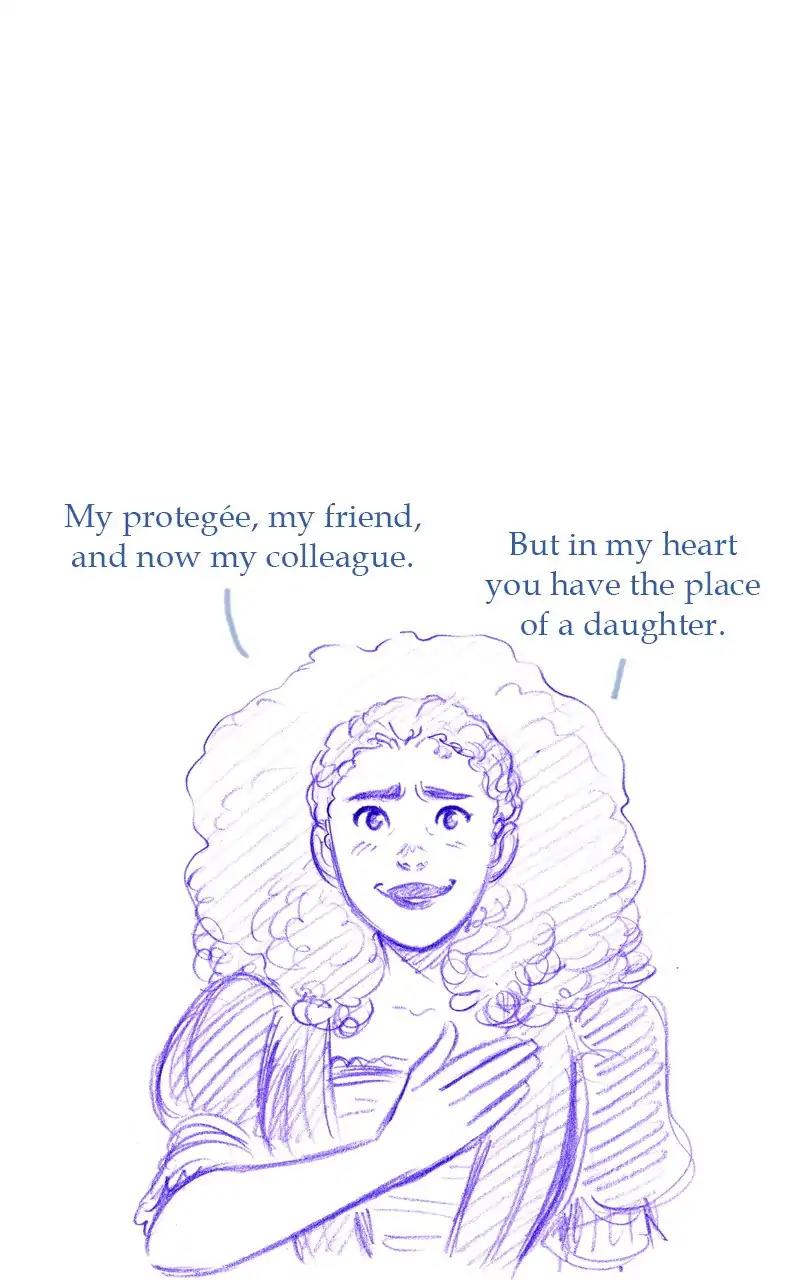 My protegée, my friend,
and now my colleague.
But in my heart
you have the place
of a daughter.